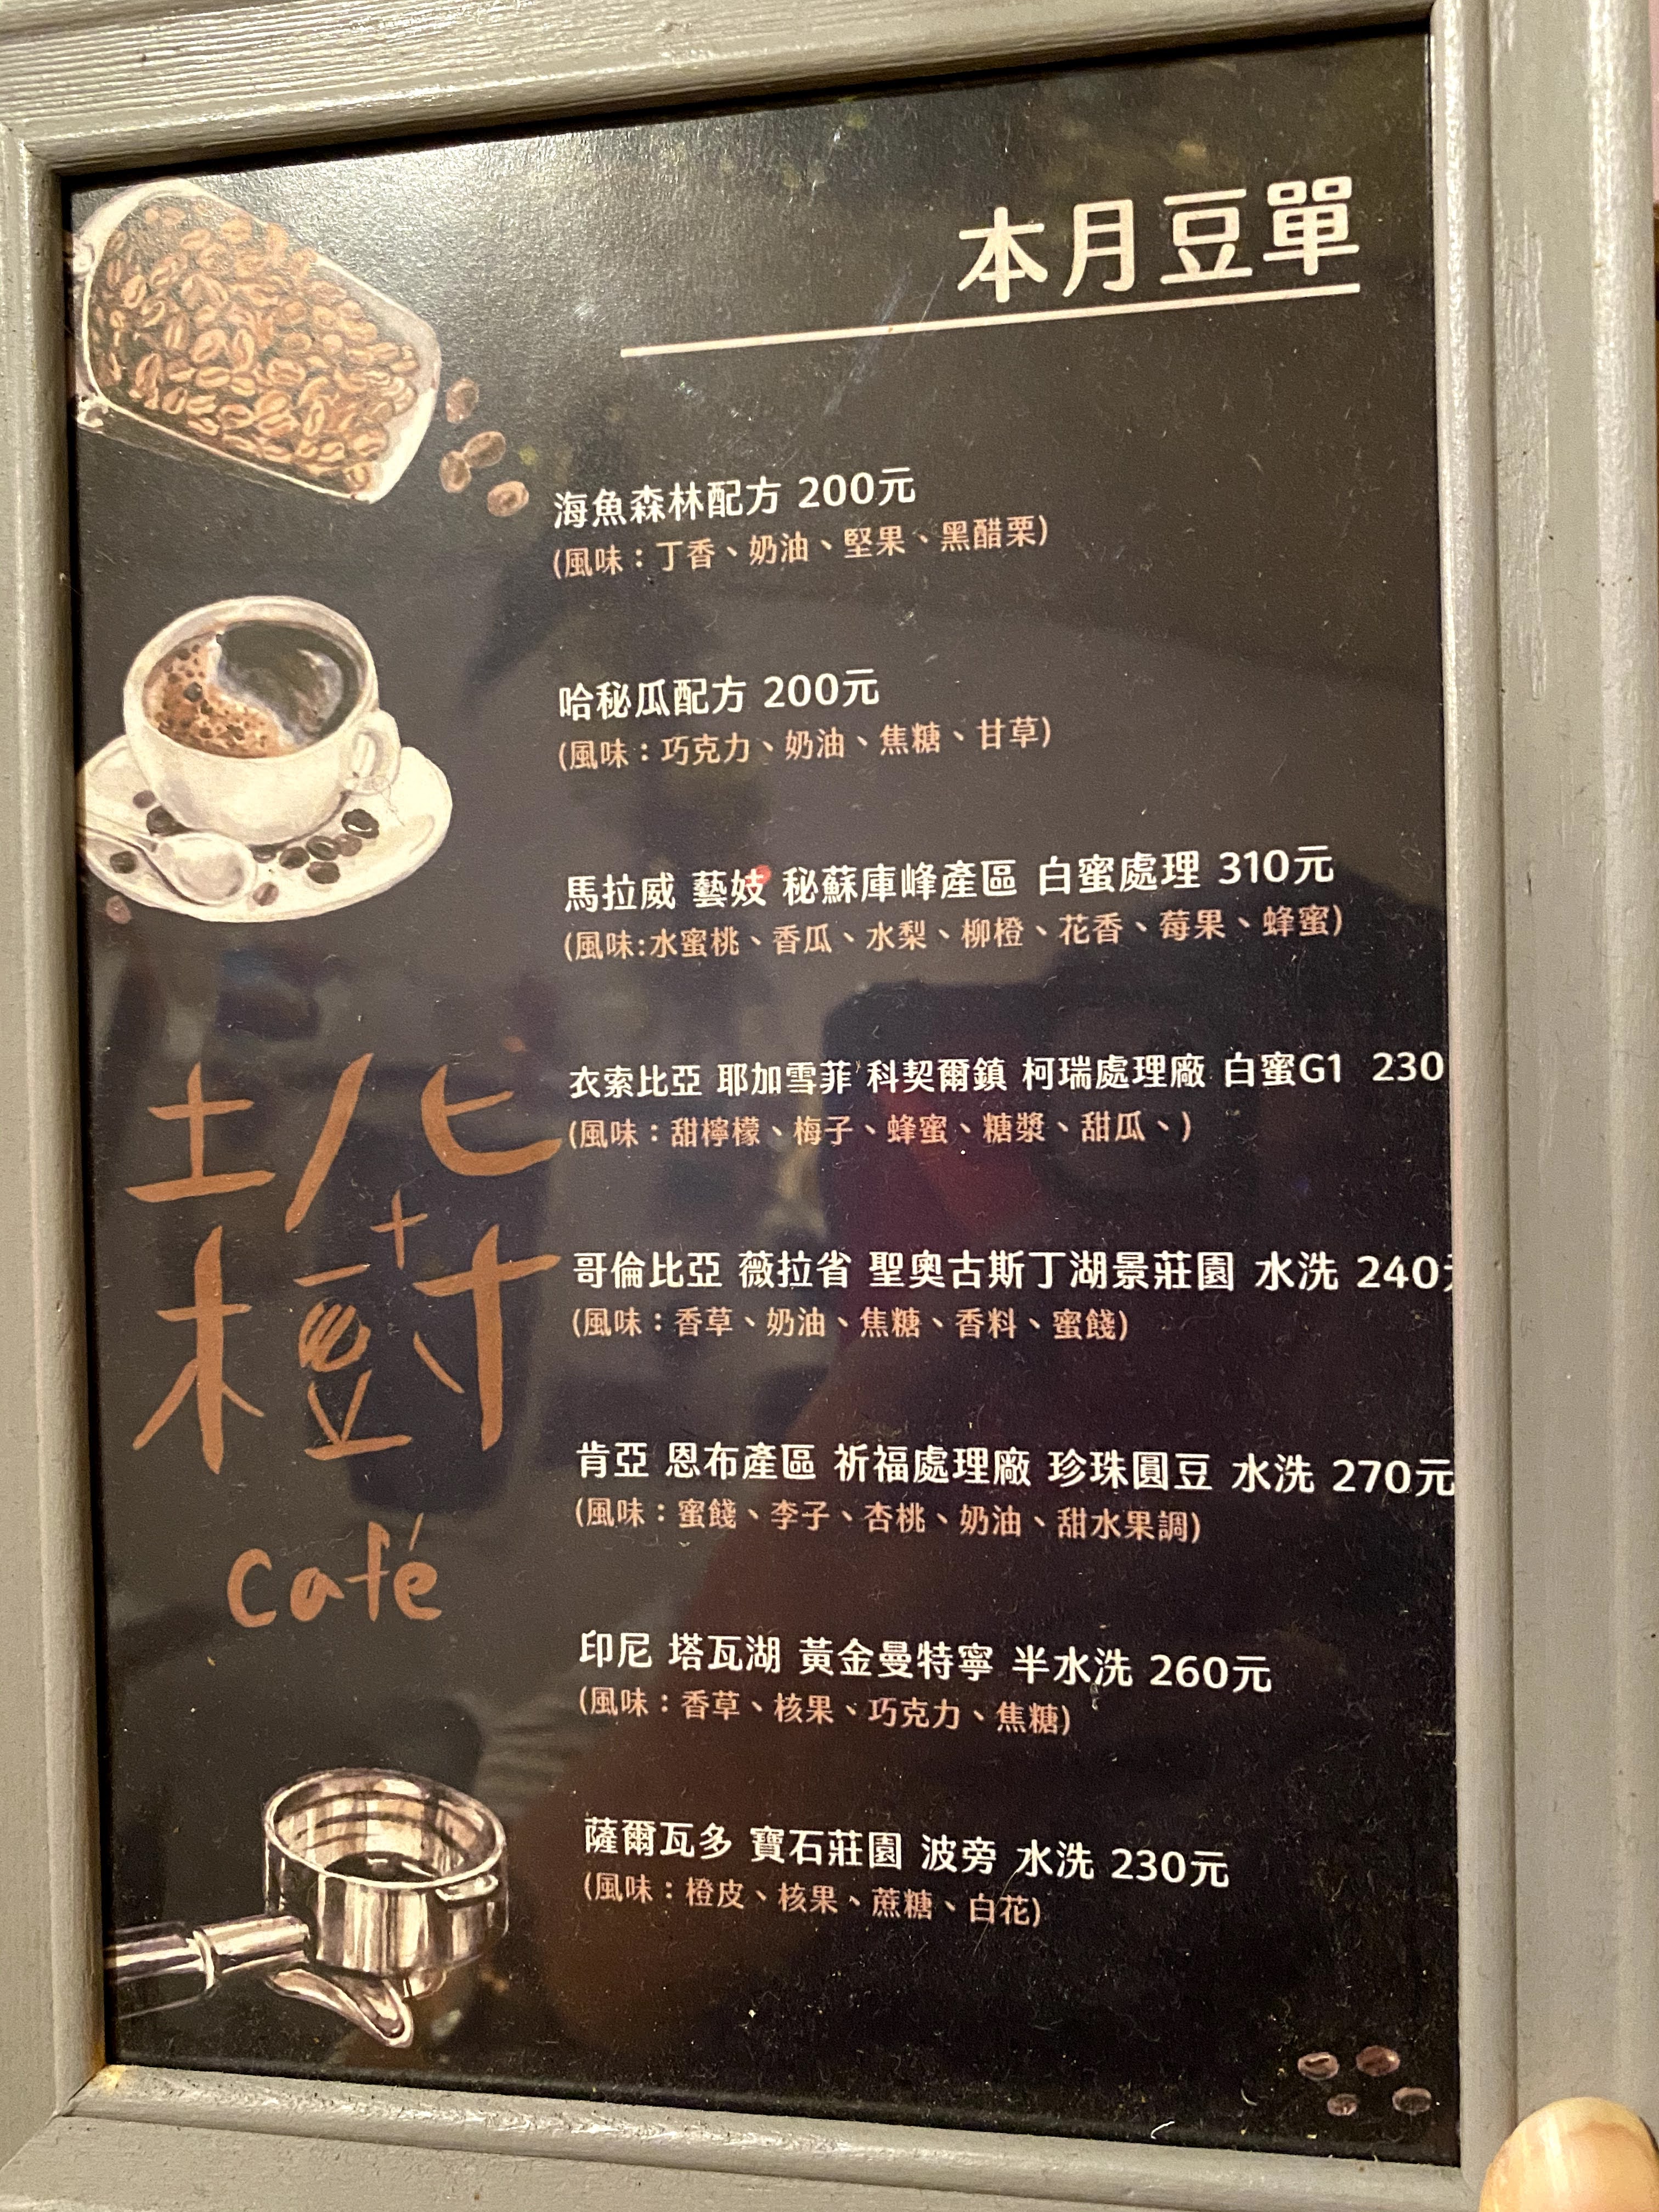 本月豆單
海魚森林配方 200元
(風味：丁香、奶油、堅果、黑醋栗)
哈秘瓜配方 200元
(風味：巧克力、奶油、焦糖、甘草)
馬拉威 藝妓 秘蘇庫峰產區 白蜜處理 310元
(風味:水蜜桃、香瓜、水梨、柳橙、花香、莓果、蜂蜜)
衣索比亞 耶加雪菲 科契爾鎮 柯瑞處理廠 白蜜G1 230
(風味：甜檸檬、梅子、蜂蜜、糖漿、甜瓜、)
哥倫比亞 薇拉省 聖奧古斯丁湖景莊園 水洗 240
(風味：香草、奶油、焦糖、香料、蜜餞)
肯亞 恩布產區 祈福處理廠 珍珠圓豆 水洗 270元
(風味：蜜餞、李子、杏桃、奶油、甜水果調)
印尼 塔瓦湖 黃金曼特寧 半水洗 260元
(風味：香草、核果、巧克力、焦糖)
薩爾瓦多 寶石莊園 波旁 水洗 230元
(風味：橙皮、核果、蔗糖、白花)
樹
café